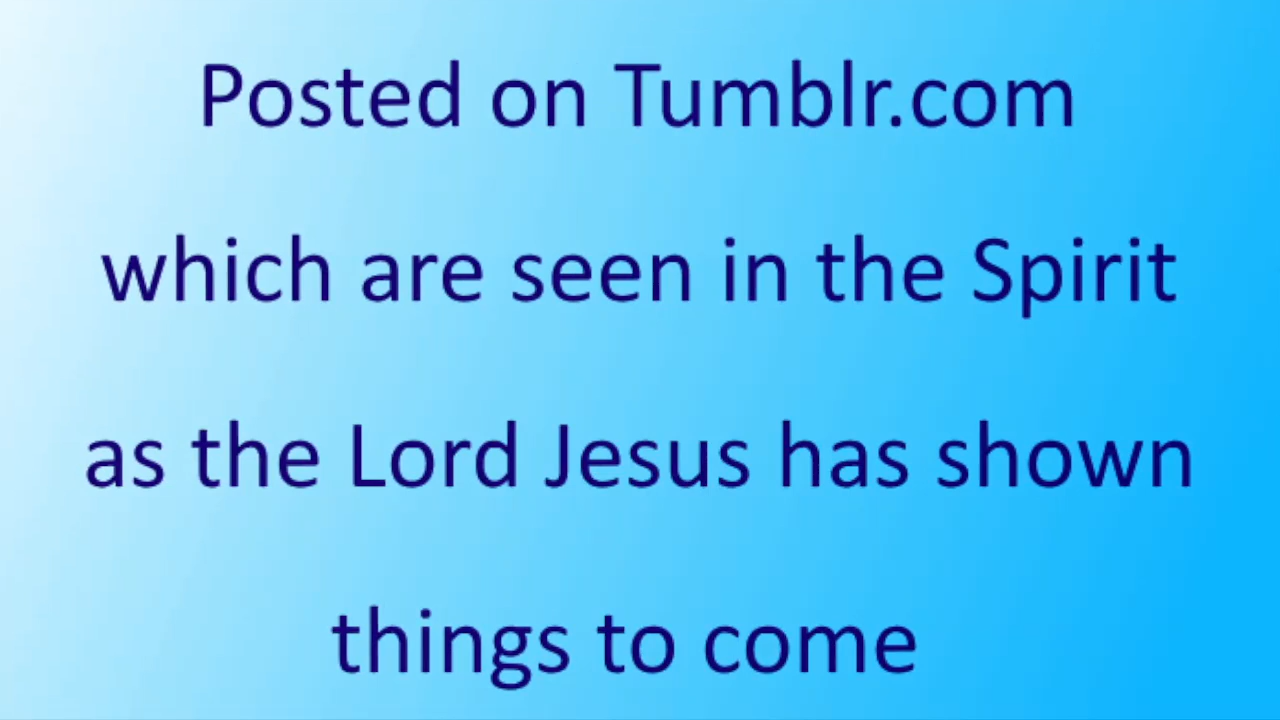 Posted on Tumblr.com
which are seen in the Spirit
as the Lord Jesus has shown
things to come